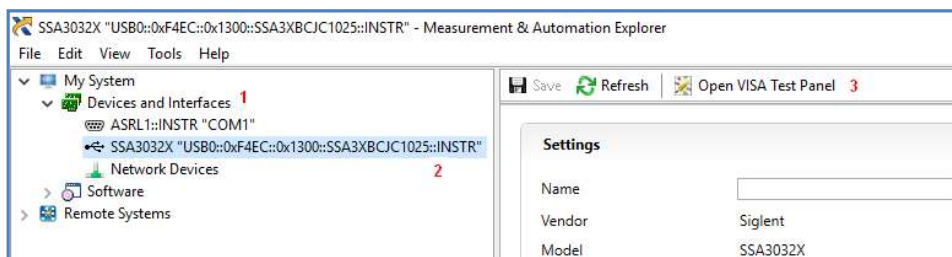 SSA3032X "USB0::0xF4EC::0x1300::SSA3XBCJC1025::INSTR" - Measurement & Automation Explorer
File Edit View Tools Help
My System
Devices and Interfaces 1
ASRL1::INSTR "COM1"
SSA3032X "USB0::0xF4EC::0x1300::SSA3XBCJC1025::INSTR"
Network Devices 2
Software
Remote Systems
Save Refresh Open VISA Test Panel 3
Settings
Name
Vendor Siglent
Model SSA3032X